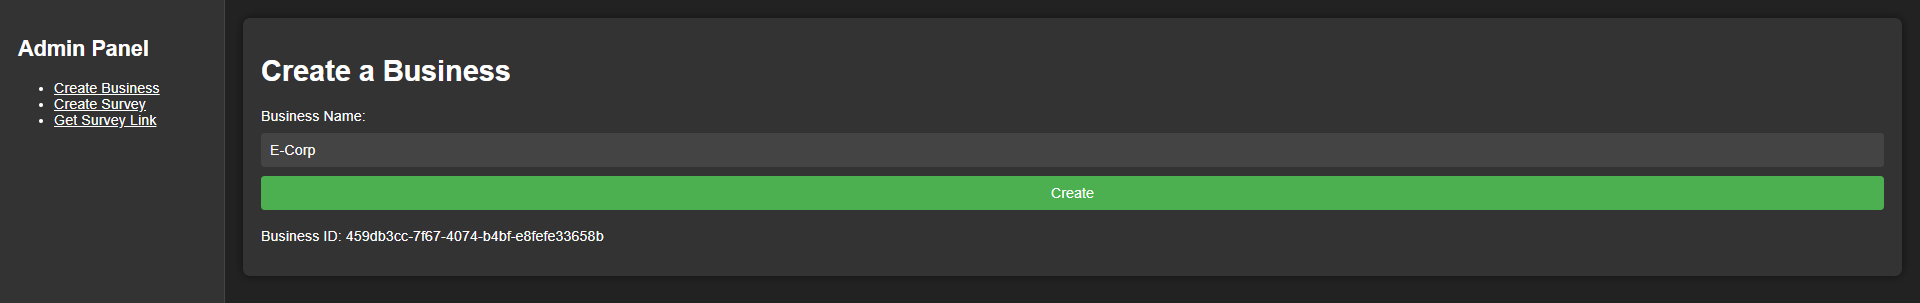 Admin Panel
Create Business
Create Survey
Get Survey Link
Create a Business
Business Name:
E-Corp
Create
Business ID: 459db3cc-7f67-4074-b4bf-e8fefe33658b